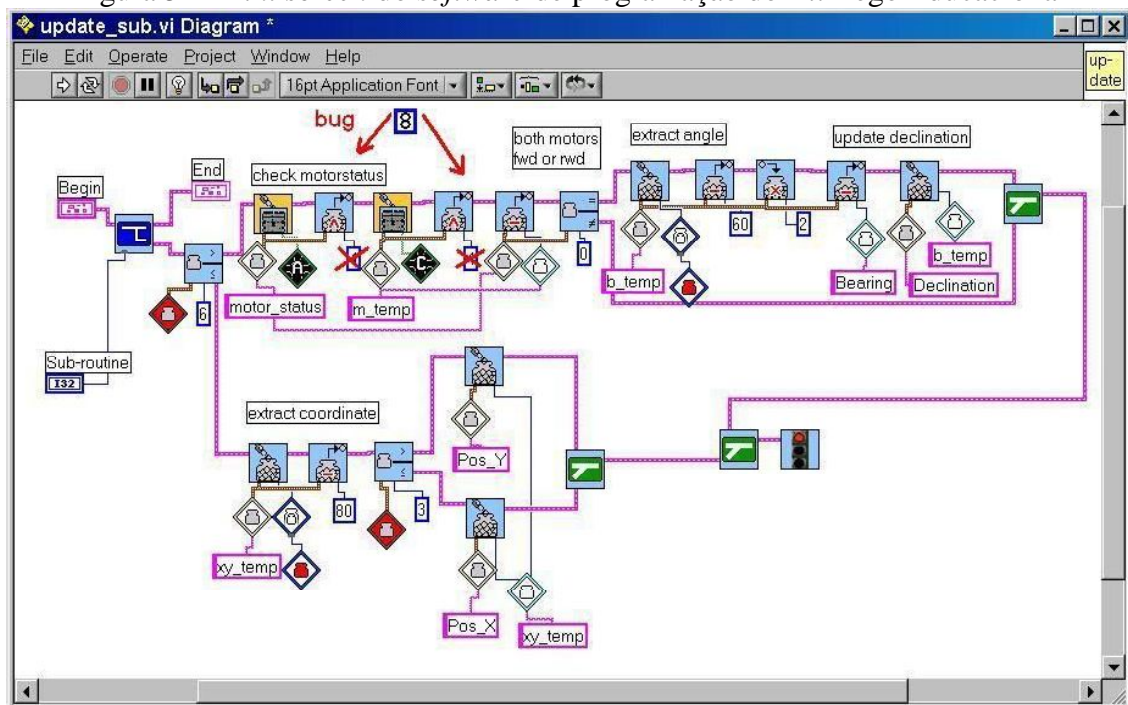 update_sub.vi Diagram *
File Edit Operate Project Window Help
16pt Application Font
up-
date
bug
8
both motors
fwd or rwd
extract angle
update declination
End
Begin
check motorstatus
A
C
60
2
0
6
motor_status
m_temp
b_temp
Bearing
b_temp
Declination
Sub-routine
I32
extract coordinate
Pos_Y
80
3
xy_temp
Pos_X
xy_temp